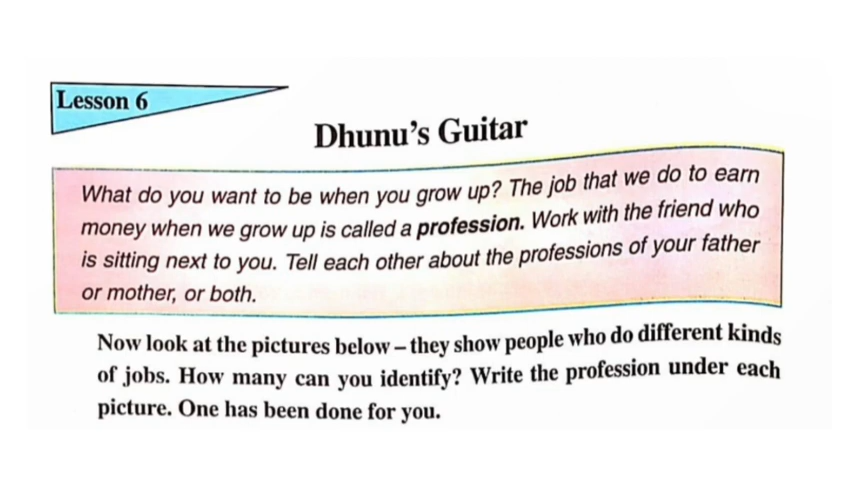 Lesson 6
Dhunu's Guitar
What do you want to be when you grow up? The job that we do to earn
money when we grow up is called a profession. Work with the friend who
is sitting next to you. Tell each other about the professions of your father
or mother, or both.
Now look at the pictures below – they show people who do different kinds
of jobs. How many can you identify? Write the profession under each
picture. One has been done for you.